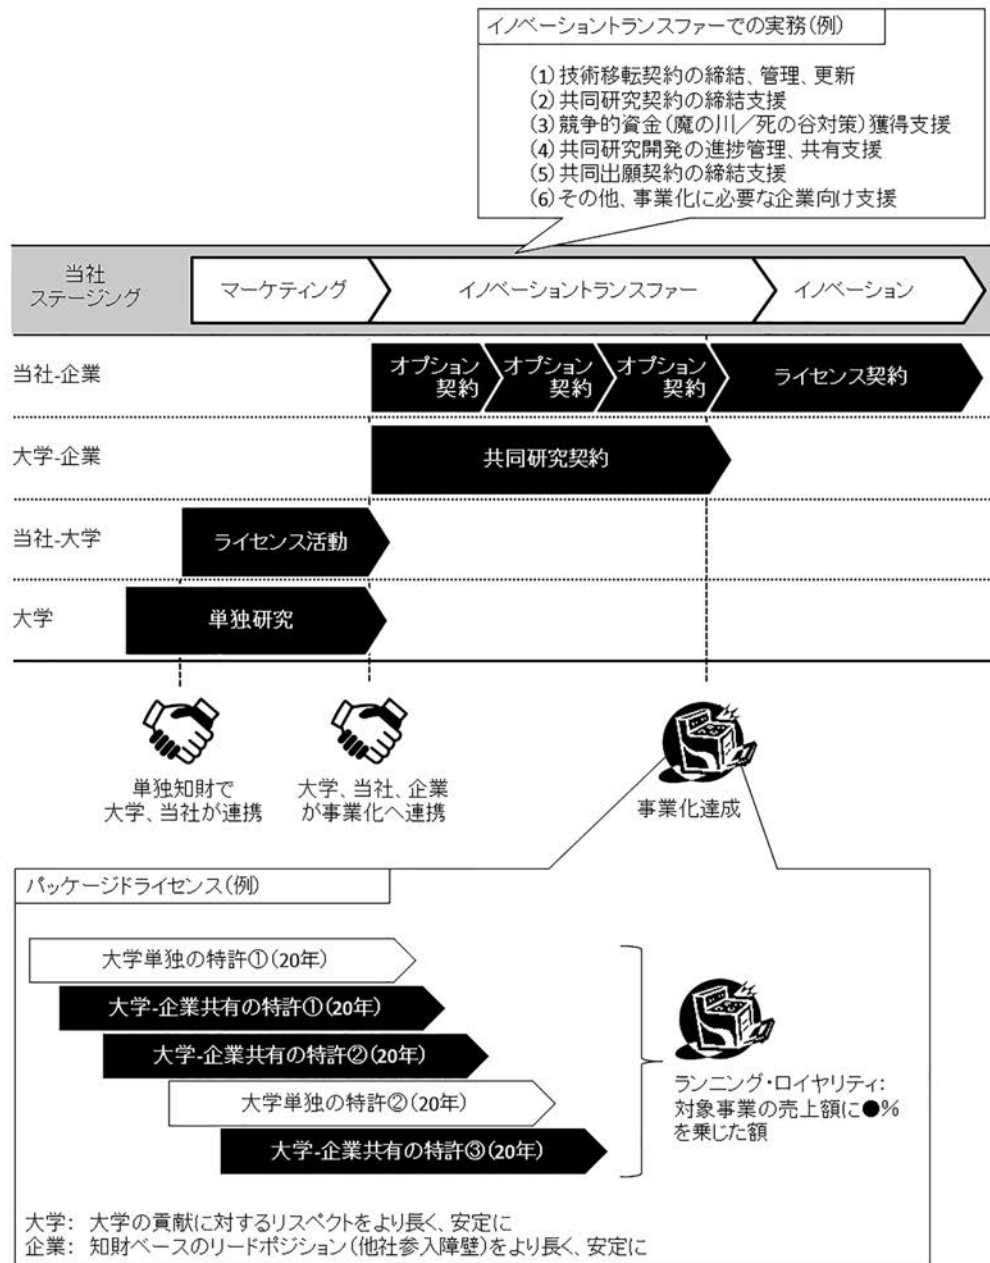 イノベーショントランスファーでの実務(例)
(1)技術移転契約の締結、管理、更新
(2)共同研究契約の締結支援
(3)競争的資金(魔の川／死の谷対策)獲得支援
(4)共同研究開発の進捗管理、共有支援
(5)共同出願契約の締結支援
(6)その他、事業化に必要な企業向け支援
当社
ステージング
マーケティング
イノベーショントランスファー
イノベーション
当社-企業
オプション
契約
オプション
契約
オプション
契約
ライセンス契約
大学-企業
共同研究契約
当社-大学
ライセンス活動
大学
単独研究
単独知財で
大学、当社が連携
大学、当社、企業
が事業化へ連携
事業化達成
パッケージドライセンス(例)
大学単独の特許①(20年)
大学-企業共有の特許①(20年)
大学-企業共有の特許②(20年)
大学単独の特許②(20年)
大学-企業共有の特許③(20年)
ランニング・ロイヤリティ:
対象事業の売上額に●%
を乗じた額
大学: 大学の貢献に対するリスペクトをより長く、安定に
企業: 知財ベースのリードポジション(他社参入障壁)をより長く、安定に